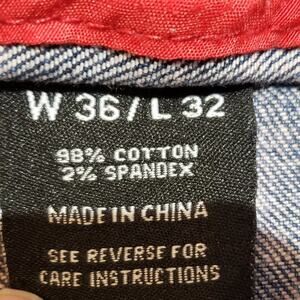 W 36 / L 32
98% COTTON
2% SPANDEX
MADE IN CHINA
SEE REVERSE FOR
CARE INSTRUCTIONS